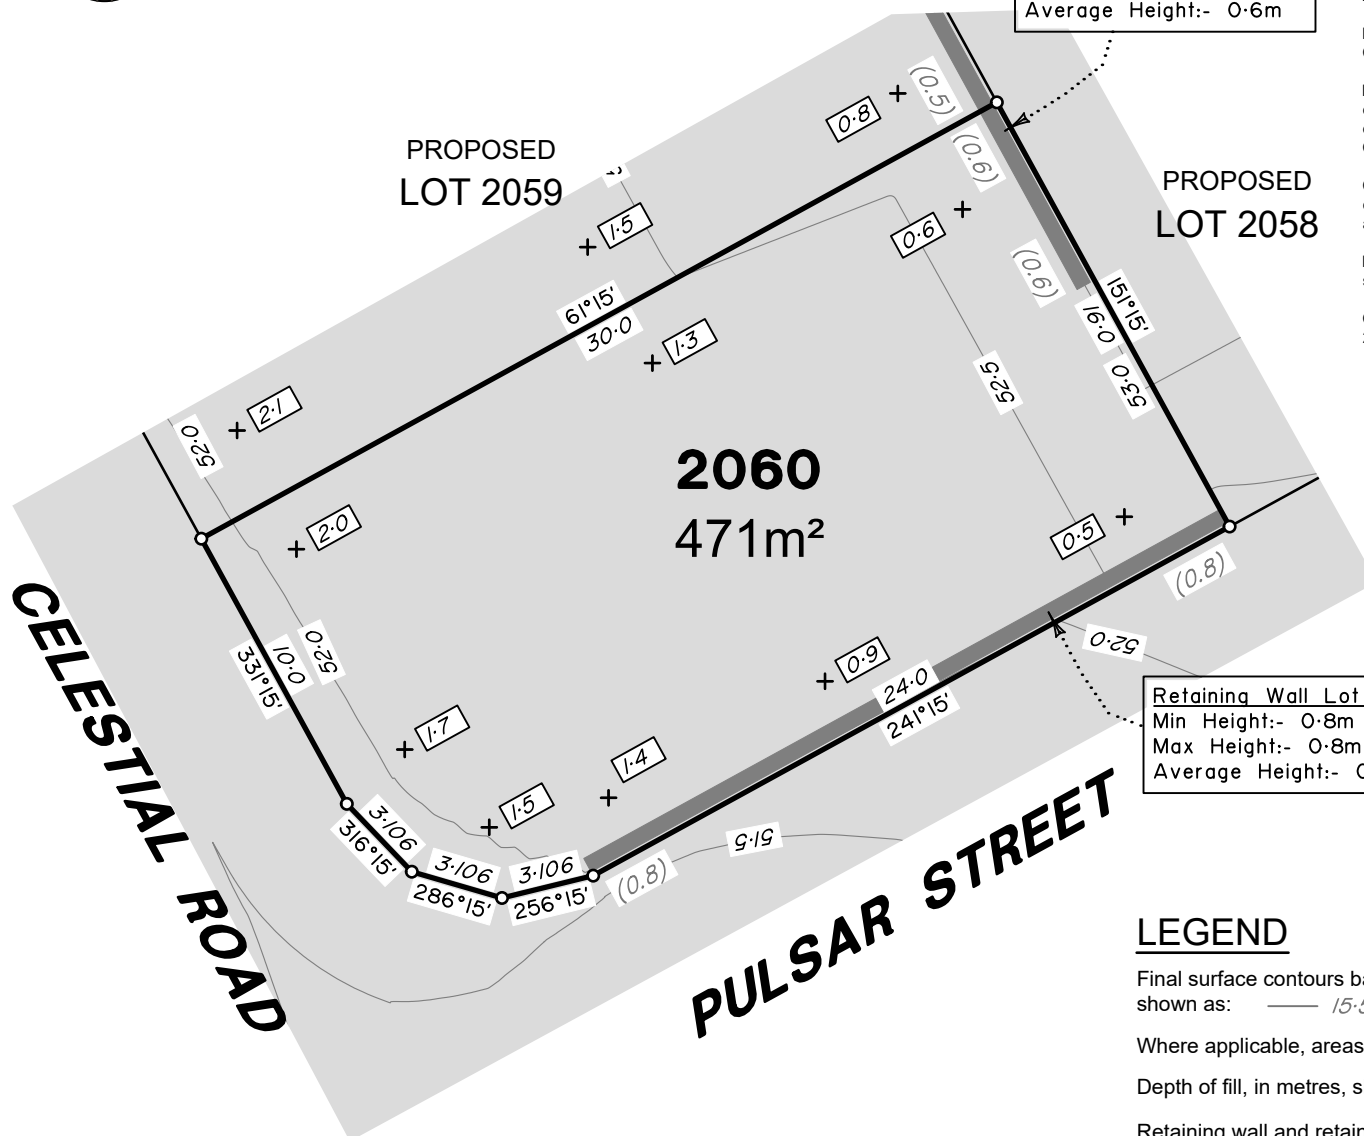 Average Height:- 0·6m
0·8
(0.5)
(0.6)
PROPOSED
LOT 2059
PROPOSED
LOT 2058
1·5
0·6
(0.6)
61°15'
30·0
1·3
151°15'
16·0
53·0
52·5
2·1
52·0
2060
471m²
2·0
0·5
(0.8)
CELESTIAL ROAD
331°15'
10·0
52·0
0·9
24·0
241°15'
52·0
Retaining Wall Lot
Min Height:- 0·8m
Max Height:- 0·8m
Average Height:- 0
1·7
1·4
1·5
3·106
316°15'
3·106
286°15'
3·106
256°15'
(0.8)
51·5
PULSAR STREET
LEGEND
Final surface contours ba
shown as: 15·5
Where applicable, areas
Depth of fill, in metres, s
Retaining wall and retain